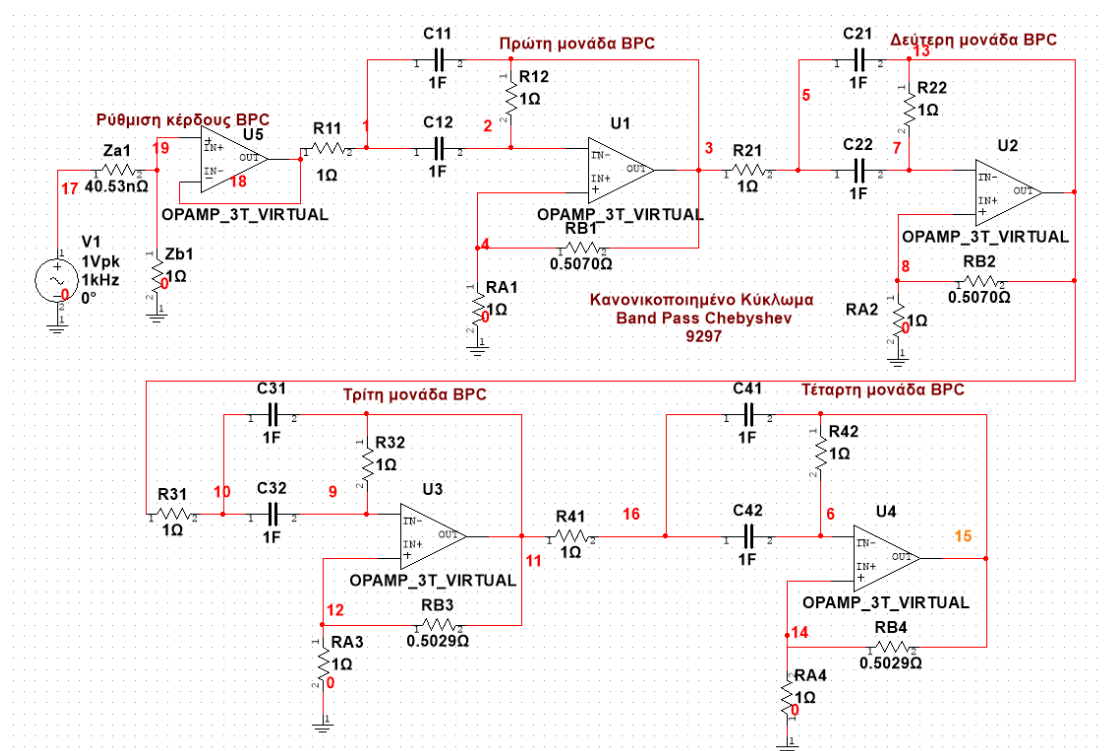 Ρύθμιση κέρδους BPC
17
Za1
40.53nΩ
19
V1
1Vpk
1kHz
0°
0
Zb1
1Ω
0
U5
IN+
IN-
OUT
18
OPAMP_3T_VIRTUAL
Πρώτη μονάδα BPC
R11
1Ω
1
C11
1F
C12
1F
R12
1Ω
2
U1
IN-
IN+
OUT
OPAMP_3T_VIRTUAL
3
4
RB1
0.5070Ω
RA1
1Ω
0
Κανονικοποιημένο Κύκλωμα
Band Pass Chebyshev
9297
Δεύτερη μονάδα BPC
R21
1Ω
5
C21
1F
C22
1F
13
R22
1Ω
7
U2
IN-
IN+
OUT
OPAMP_3T_VIRTUAL
8
RB2
0.5070Ω
RA2
1Ω
0
Τρίτη μονάδα BPC
R31
1Ω
10
C31
1F
C32
1F
R32
1Ω
9
U3
IN-
IN+
OUT
OPAMP_3T_VIRTUAL
11
12
RB3
0.5029Ω
RA3
1Ω
0
Τέταρτη μονάδα BPC
R41
1Ω
16
C41
1F
C42
1F
R42
1Ω
6
U4
IN-
IN+
OUT
OPAMP_3T_VIRTUAL
15
14
RB4
0.5029Ω
RA4
1Ω
0